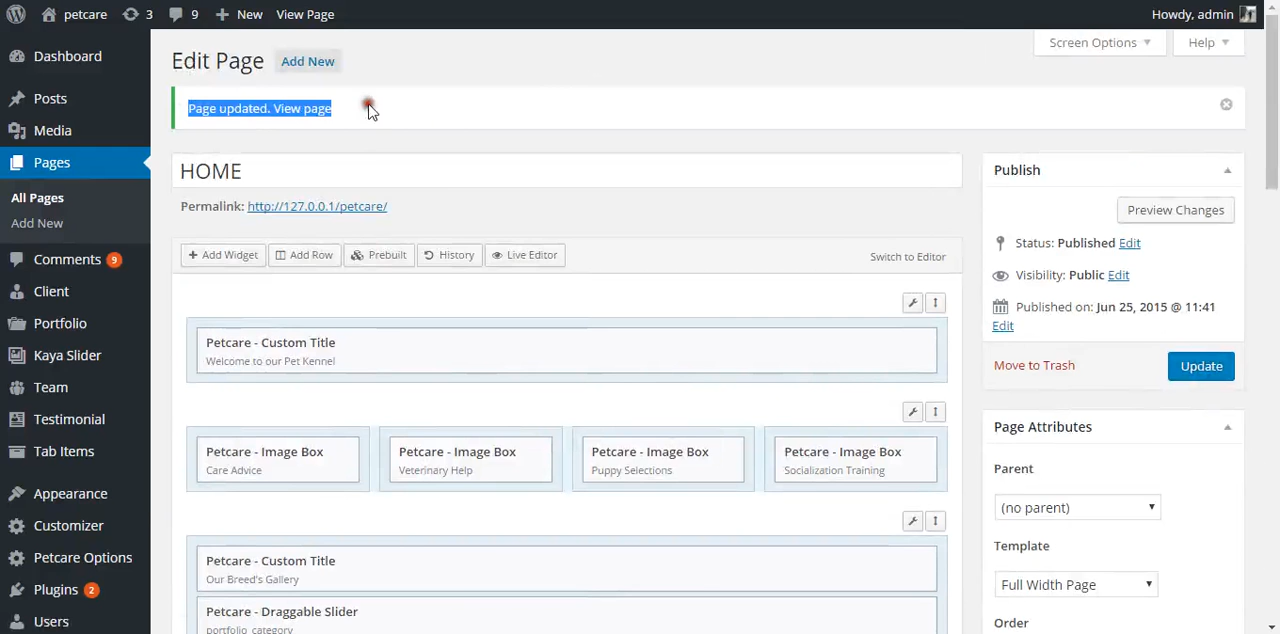 petcare
3
9
New
View Page
Howdy, admin
Dashboard
Posts
Media
Pages
All Pages
Add New
Comments 9
Client
Portfolio
Kaya Slider
Team
Testimonial
Tab Items
Appearance
Customizer
Petcare Options
Plugins 2
Users
Screen Options
Help
Edit Page
Add New
Page updated. View page
HOME
Permalink: http://127.0.0.1/petcare/
Add Widget
Add Row
Prebuilt
History
Live Editor
Switch to Editor
Petcare - Custom Title
Welcome to our Pet Kennel
Petcare - Image Box
Care Advice
Petcare - Image Box
Veterinary Help
Petcare - Image Box
Puppy Selections
Petcare - Image Box
Socialization Training
Petcare - Custom Title
Our Breed's Gallery
Petcare - Draggable Slider
portfolio_category
Publish
Preview Changes
Status: Published Edit
Visibility: Public Edit
Published on: Jun 25, 2015 @ 11:41
Edit
Move to Trash
Update
Page Attributes
Parent
(no parent)
Template
Full Width Page
Order